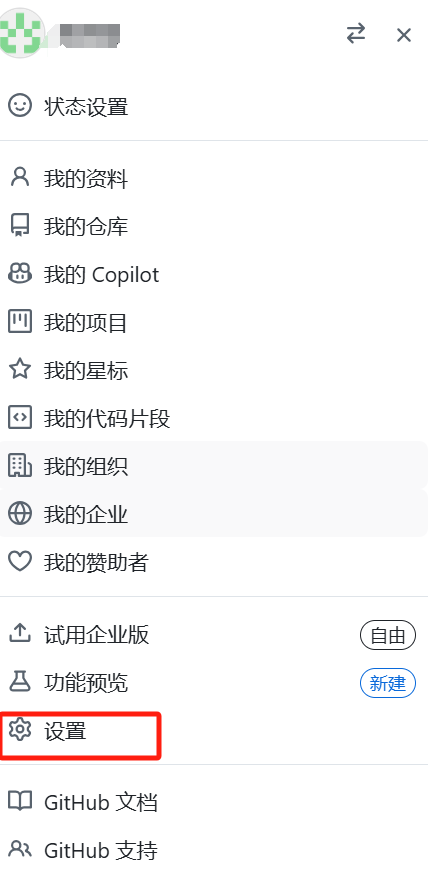 状态设置
我的资料
我的仓库
我的 Copilot
我的项目
我的星标
我的代码片段
我的组织
我的企业
我的赞助者
试用企业版 自由
功能预览 新建
设置
GitHub 文档
GitHub 支持